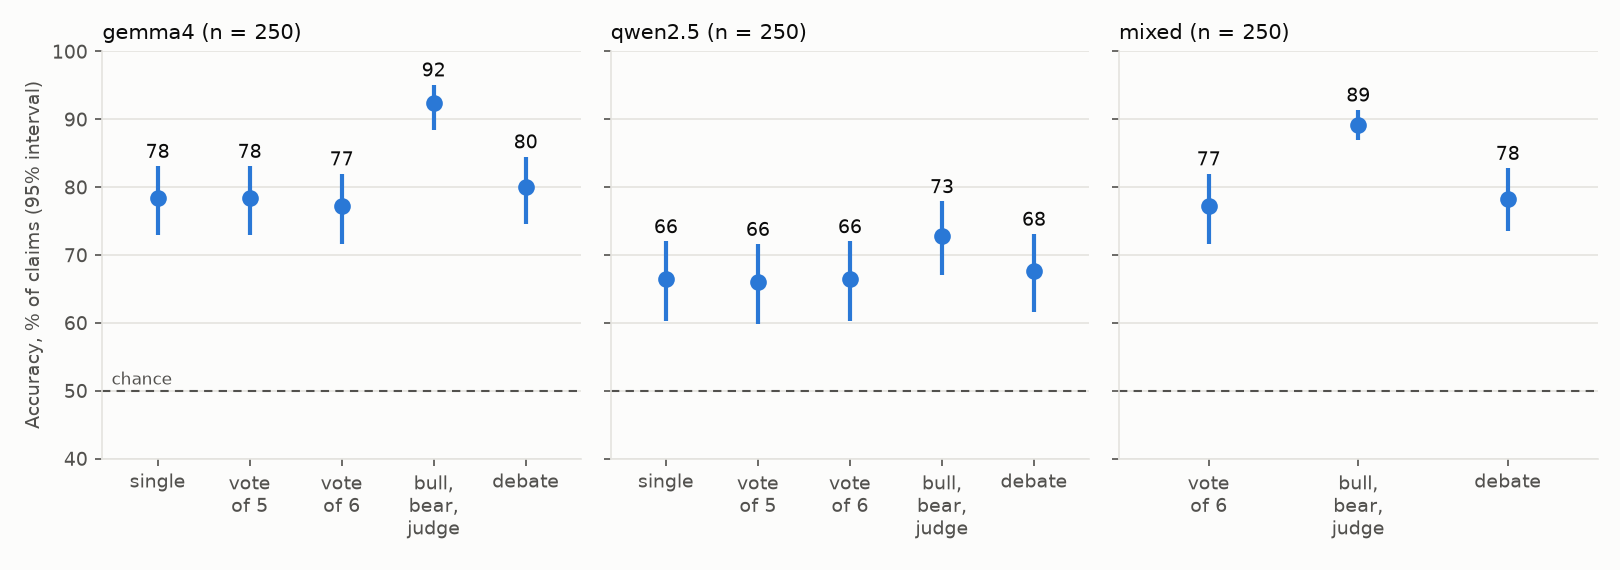 gemma4 (n = 250)
qwen2.5 (n = 250)
mixed (n = 250)
Accuracy, % of claims (95% interval)
100
90
80
70
60
50
40
chance
78
78
77
92
80
66
66
66
73
68
77
89
78
single
vote
of 5
vote
of 6
bull,
bear,
judge
debate
single
vote
of 5
vote
of 6
bull,
bear,
judge
debate
vote
of 6
bull,
bear,
judge
debate